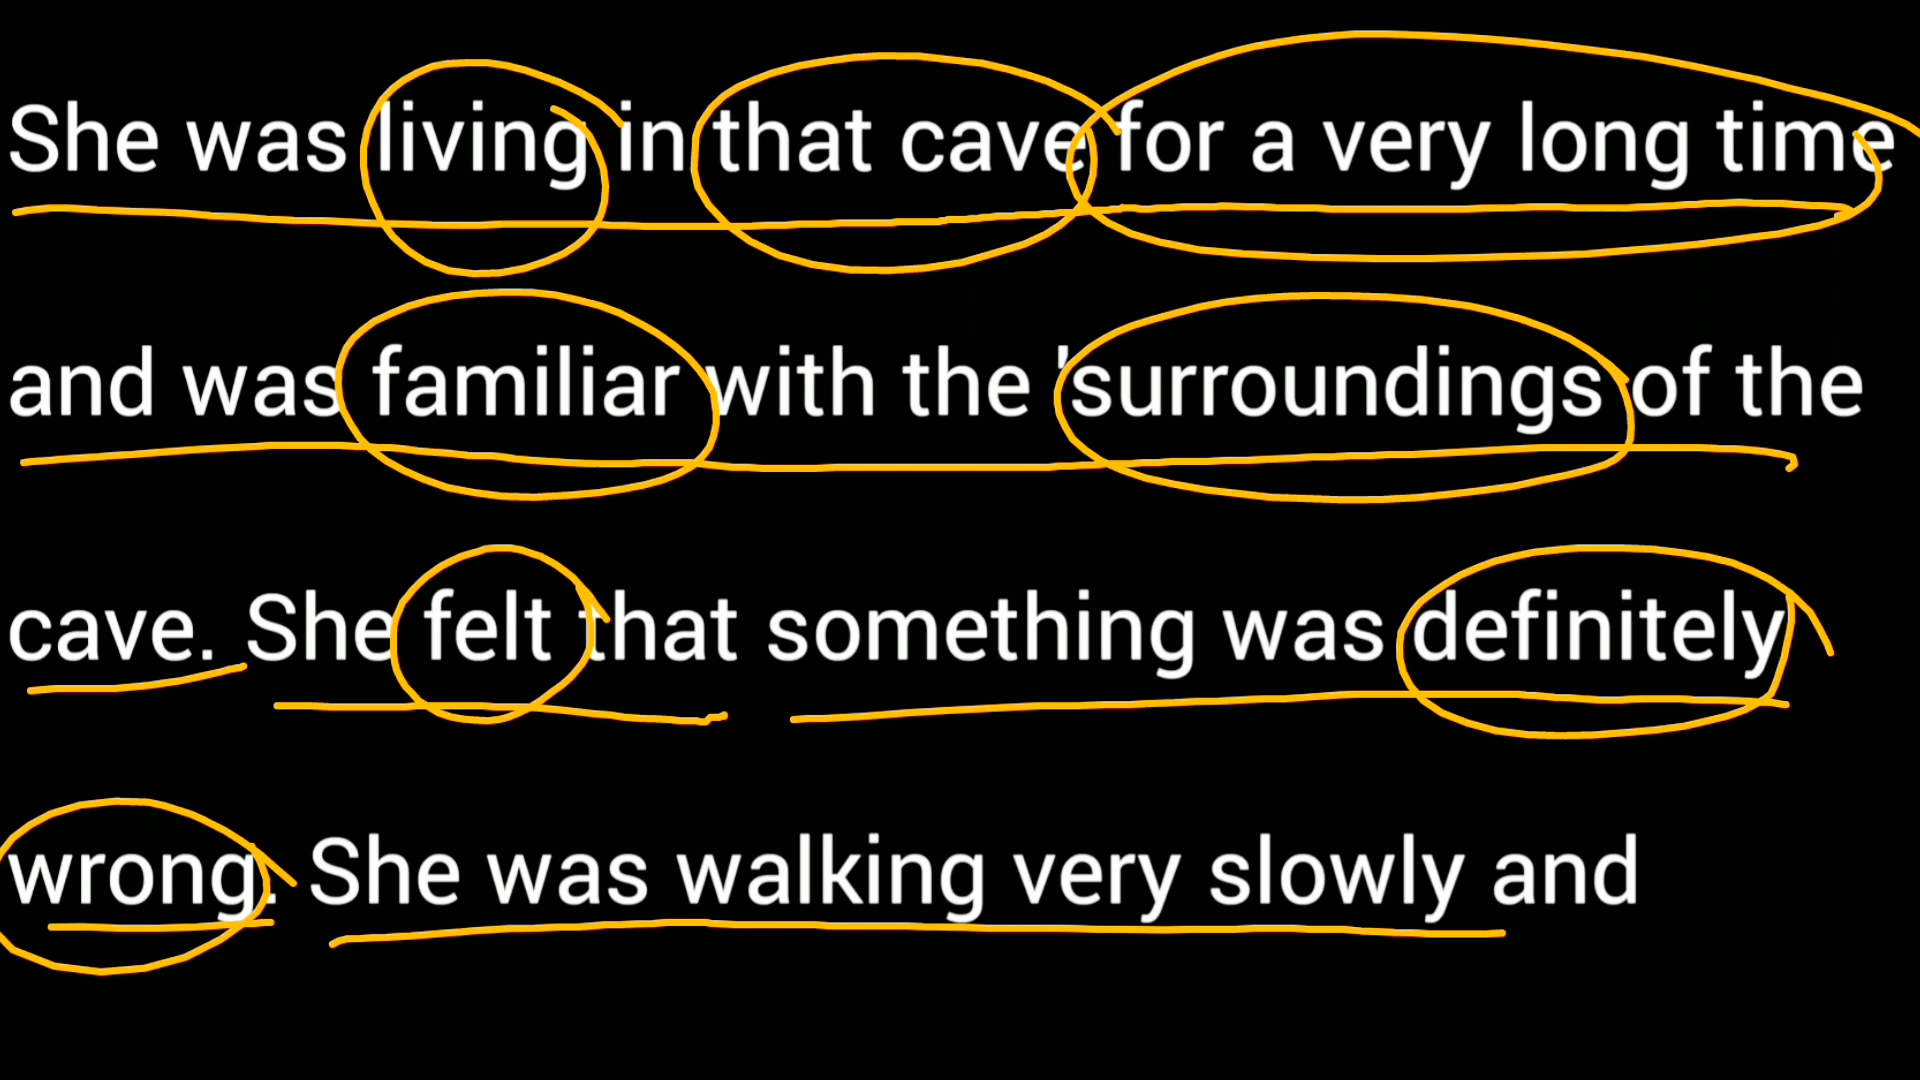 She was living in that cave for a very long time
and was familiar with the 'surroundings of the
cave. She felt that something was definitely
wrong. She was walking very slowly and